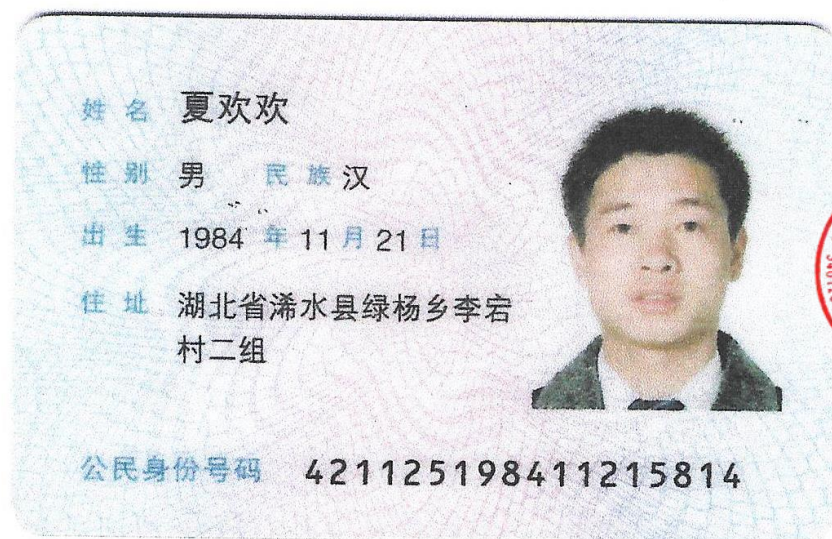 姓名 夏欢欢
性别 男 民族 汉
出生 1984 年 11 月 21 日
住址 湖北省浠水县绿杨乡李宕
村二组
公民身份号码 421125198411215814